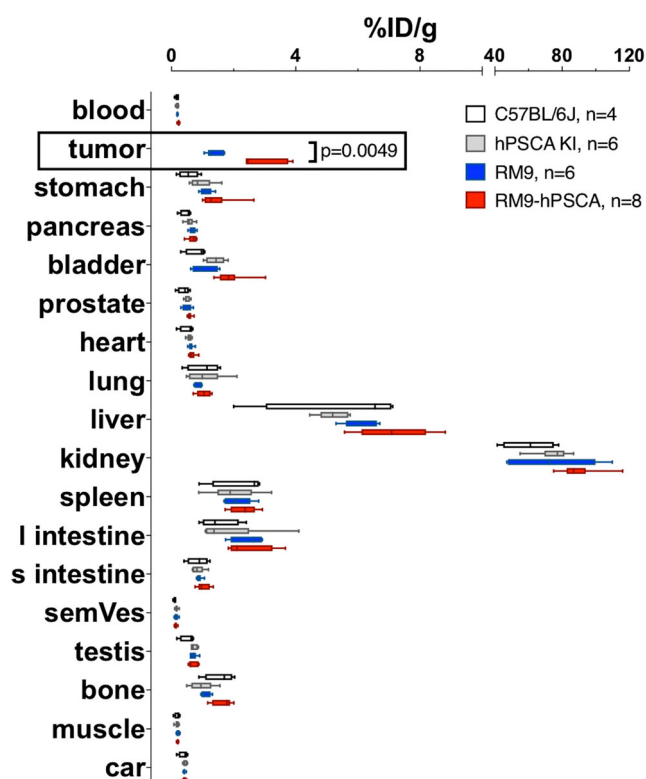 %ID/g
0 4 8 40 80 120
C57BL/6J, n=4
hPSCA KI, n=6
RM9, n=6
RM9-hPSCA, n=8
blood
tumor p=0.0049
stomach
pancreas
bladder
prostate
heart
lung
liver
kidney
spleen
l intestine
s intestine
semVes
testis
bone
muscle
car